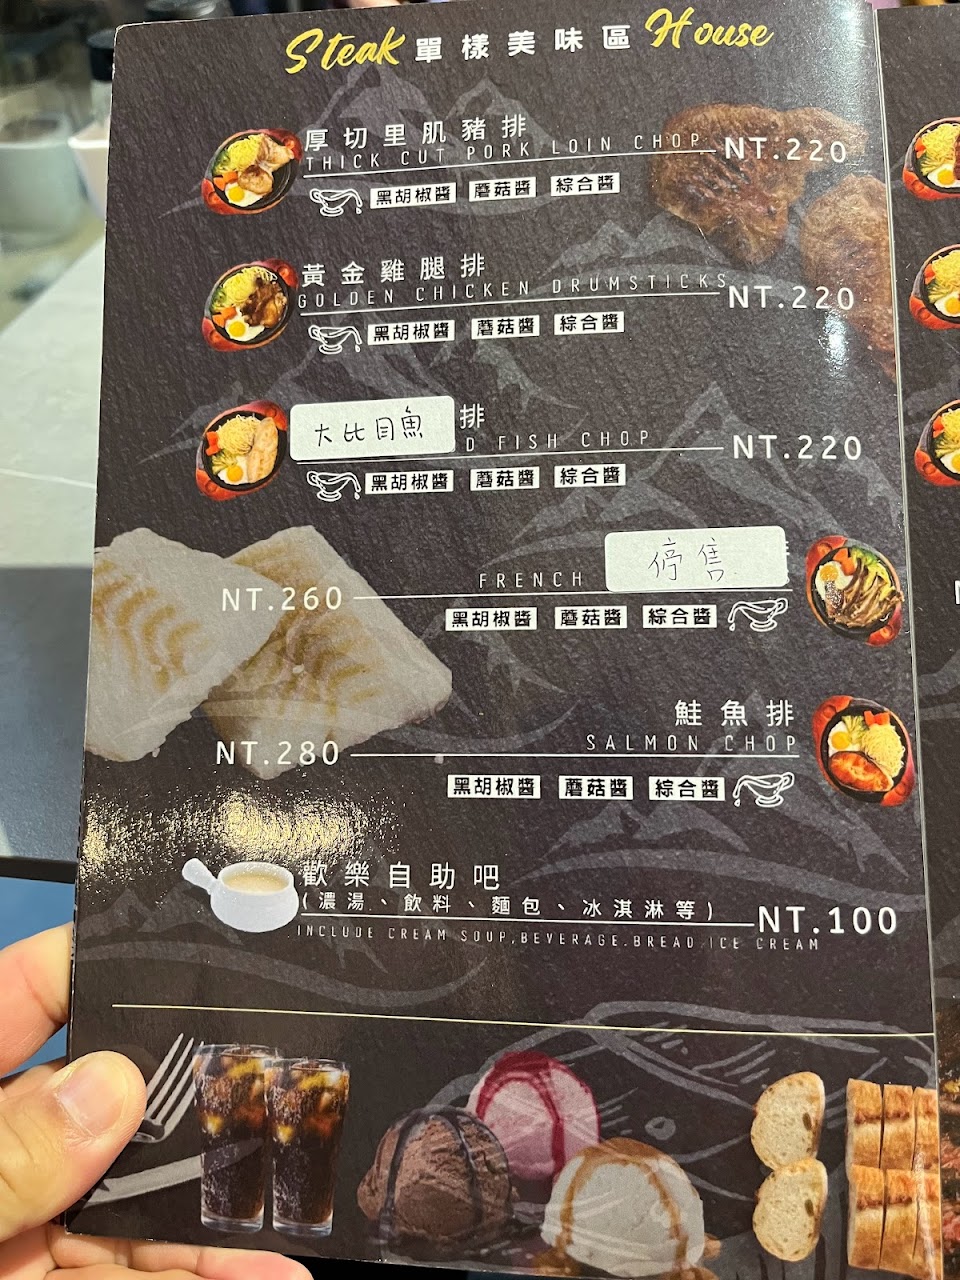 Steak 單樣美味區 House
厚切里肌豬排
THICK CUT PORK LOIN CHOP NT.220
黑胡椒醬 蘑菇醬 綜合醬
黃金雞腿排
GOLDEN CHICKEN DRUMSTICKS NT.220
黑胡椒醬 蘑菇醬 綜合醬
大比目魚 排
D FISH CHOP NT.220
黑胡椒醬 蘑菇醬 綜合醬
停售
NT.260 FRENCH
黑胡椒醬 蘑菇醬 綜合醬
鮭魚排
NT.280 SALMON CHOP
黑胡椒醬 蘑菇醬 綜合醬
歡樂自助吧
(濃湯、飲料、麵包、冰淇淋等) NT.100
INCLUDE CREAM SOUP,BEVERAGE.BREAD.ICE CREAM